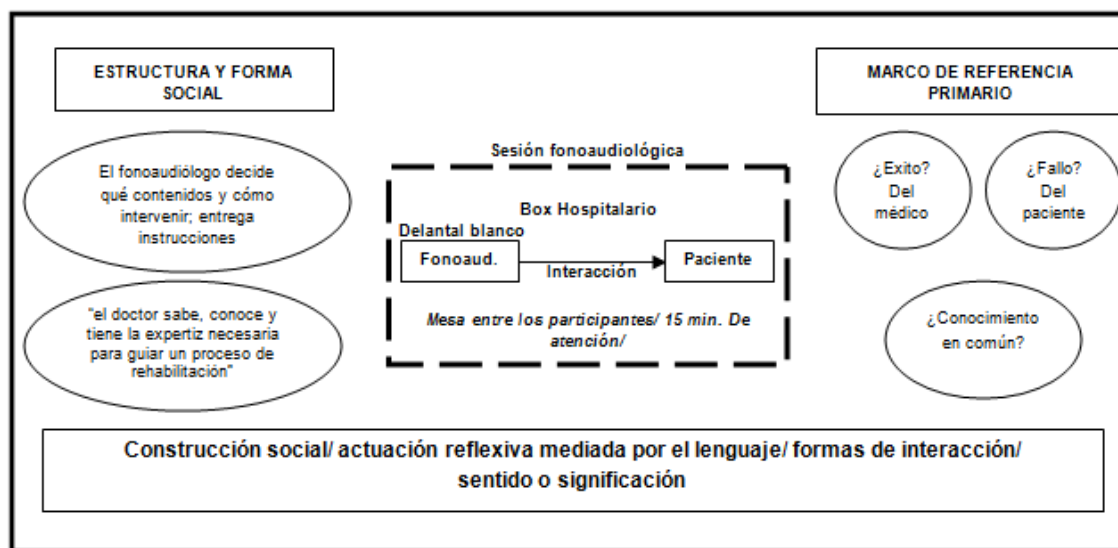 ESTRUCTURA Y FORMA
SOCIAL
El fonoaudiólogo decide
qué contenidos y cómo
intervenir; entrega
instrucciones
"el doctor sabe, conoce y
tiene la expertiz necesaria
para guiar un proceso de
rehabilitación"
Sesión fonoaudiológica
Box Hospitalario
Delantal blanco
Fonoaud.
Interacción
Paciente
Mesa entre los participantes/ 15 min. De
atención/
MARCO DE REFERENCIA
PRIMARIO
¿Exito?
Del
médico
¿Fallo?
Del
paciente
¿Conocimiento
en común?
Construcción social/ actuación reflexiva mediada por el lenguaje/ formas de interacción/
sentido o significación